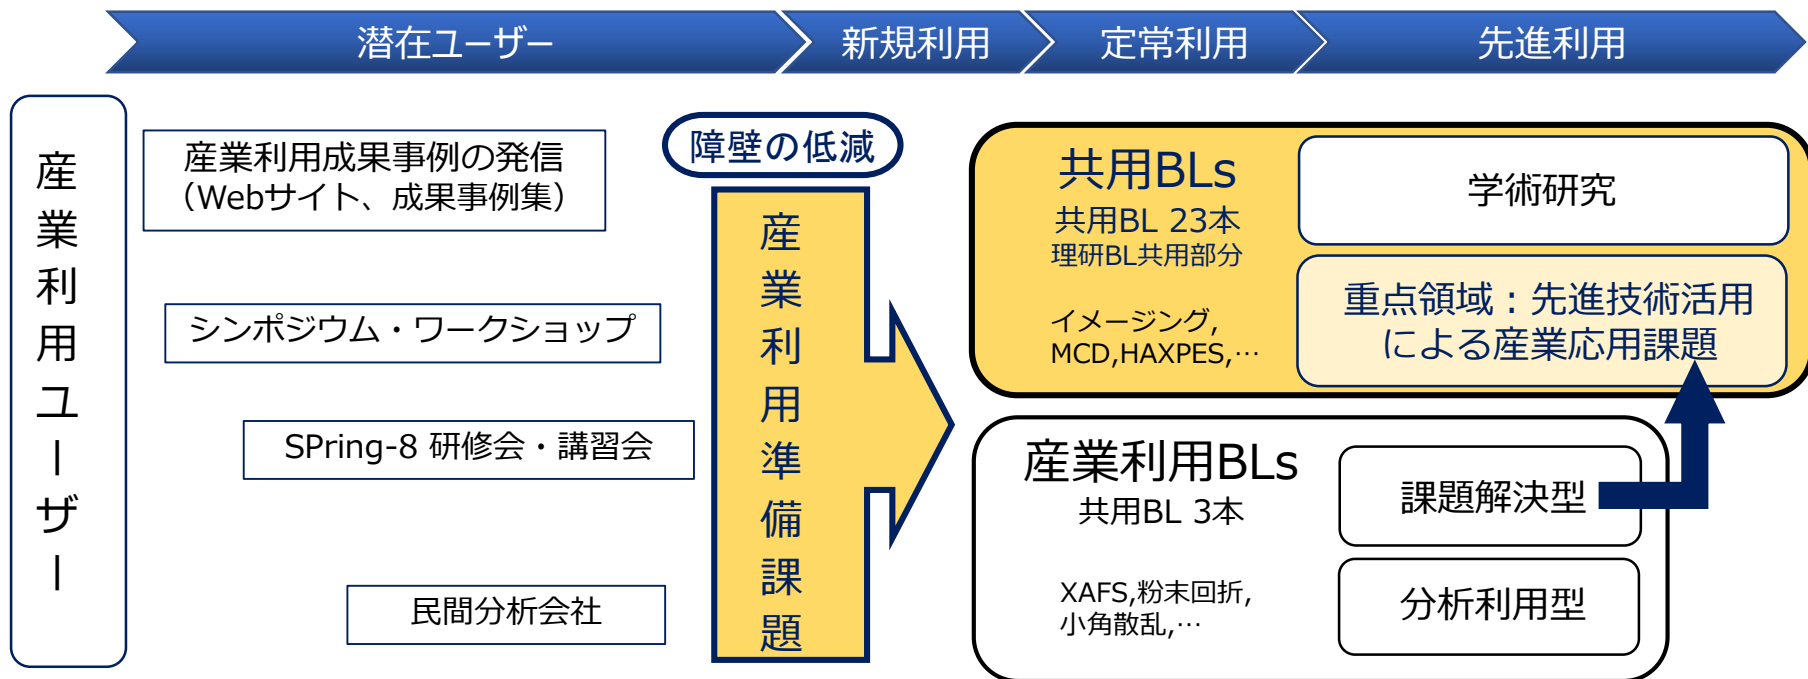 潜在ユーザー
新規利用
定常利用
先進利用
産業利用ユーザー
産業利用成果事例の発信
（Webサイト、成果事例集）
シンポジウム・ワークショップ
SPring-8 研修会・講習会
民間分析会社
障壁の低減
産業利用準備課題
共用BLs
共用BL 23本
理研BL共用部分
イメージング,
MCD,HAXPES,…
学術研究
重点領域：先進技術活用
による産業応用課題
産業利用BLs
共用BL 3本
XAFS,粉末回折,
小角散乱,…
課題解決型
分析利用型